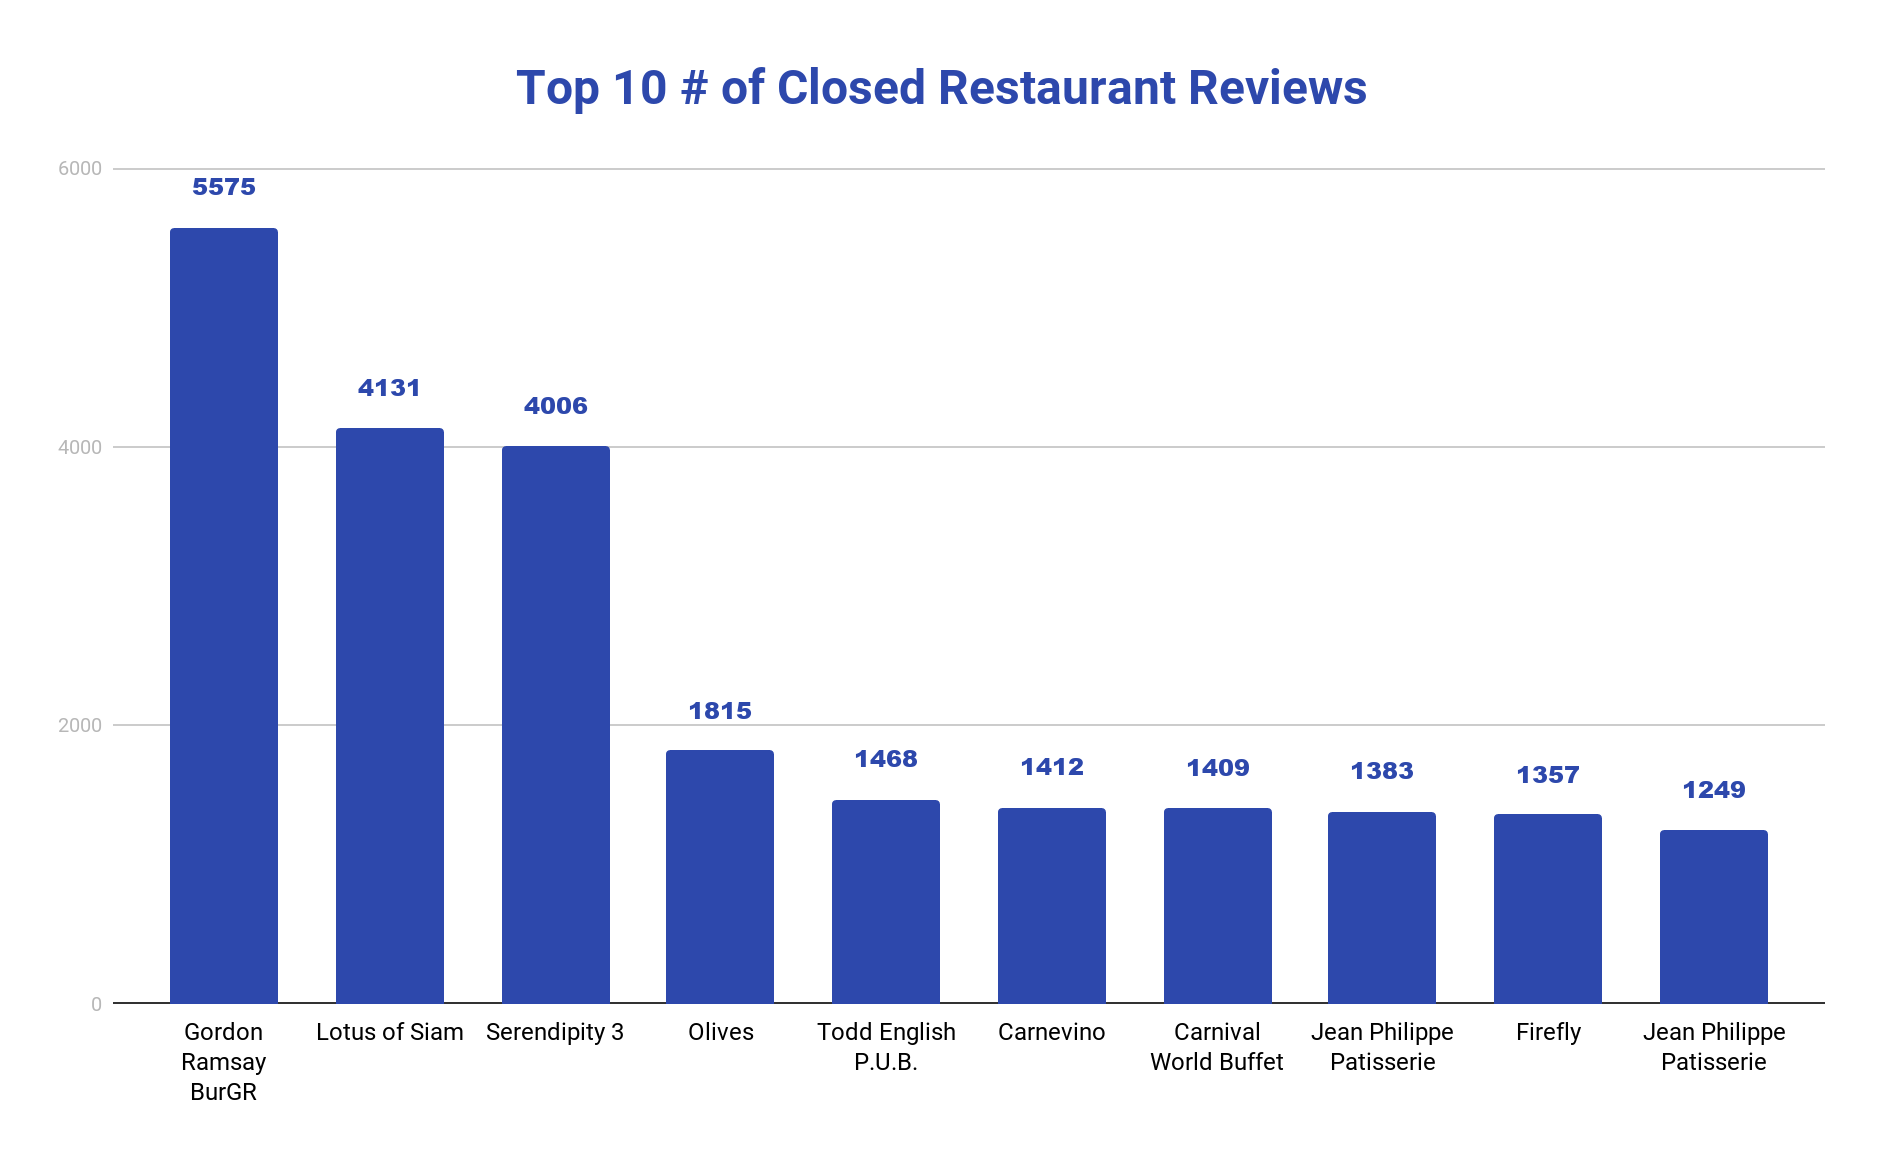 Top 10 # of Closed Restaurant Reviews
6000
4000
2000
0
5575
4131
4006
1815
1468
1412
1409
1383
1357
1249
Gordon
Ramsay
BurGR
Lotus of Siam
Serendipity 3
Olives
Todd English
P.U.B.
Carnevino
Carnival
World Buffet
Jean Philippe
Patisserie
Firefly
Jean Philippe
Patisserie